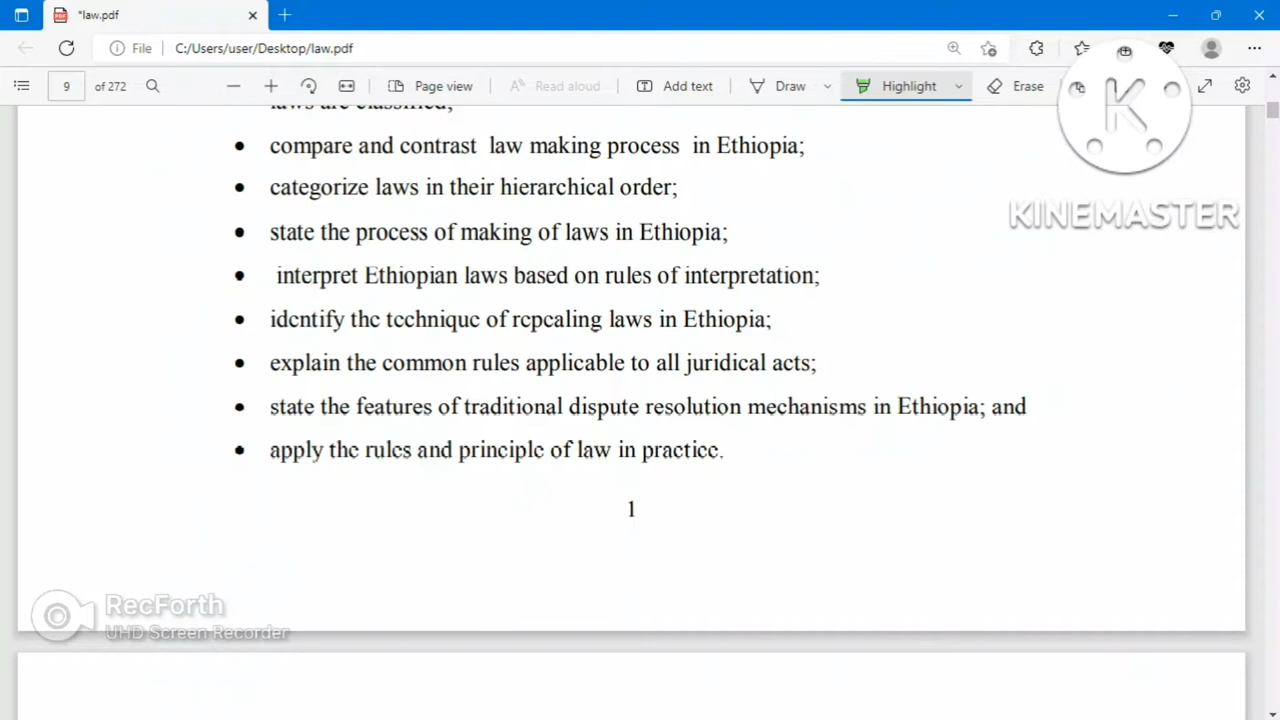 *law.pdf
File C:/Users/user/Desktop/law.pdf
9 of 272 Page view Read aloud Add text Draw Highlight Erase
laws are classified;
• compare and contrast law making process in Ethiopia;
• categorize laws in their hierarchical order;
• state the process of making of laws in Ethiopia;
• interpret Ethiopian laws based on rules of interpretation;
• identify the technique of repealing laws in Ethiopia;
• explain the common rules applicable to all juridical acts;
• state the features of traditional dispute resolution mechanisms in Ethiopia; and
• apply the rules and principle of law in practice.
1
K
KINEMASTER
RecForth
UHD Screen Recorder